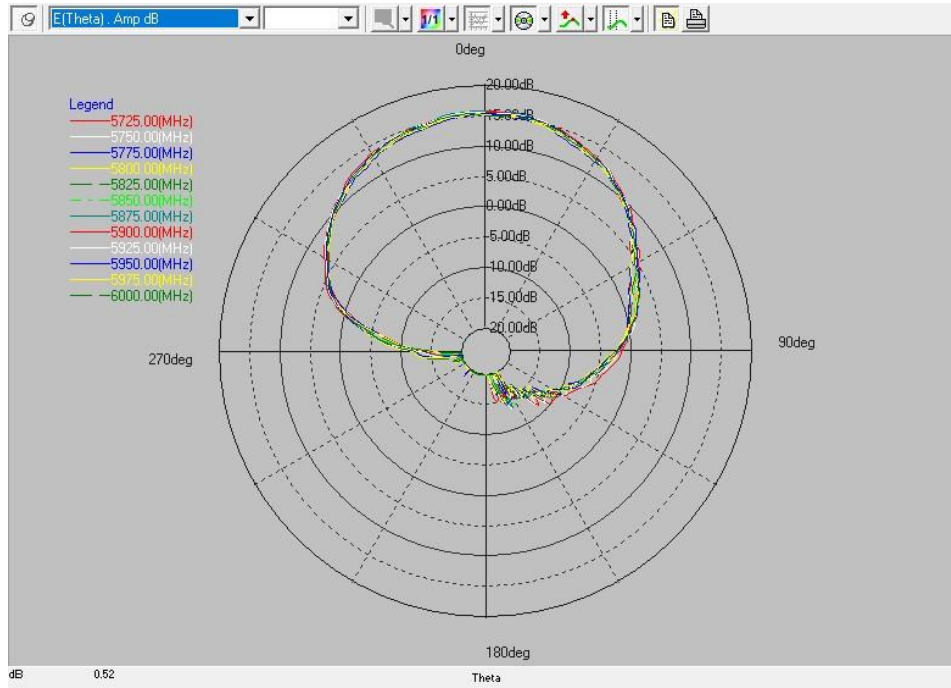 E(Theta) . Amp dB
1/1
0deg
20.00dB
15.00dB
10.00dB
5.00dB
0.00dB
-5.00dB
-10.00dB
-15.00dB
-20.00dB
Legend
5725.00(MHz)
5750.00(MHz)
5775.00(MHz)
5800.00(MHz)
5825.00(MHz)
5850.00(MHz)
5875.00(MHz)
5900.00(MHz)
5925.00(MHz)
5950.00(MHz)
5975.00(MHz)
6000.00(MHz)
270deg
90deg
180deg
dB 0.52 Theta